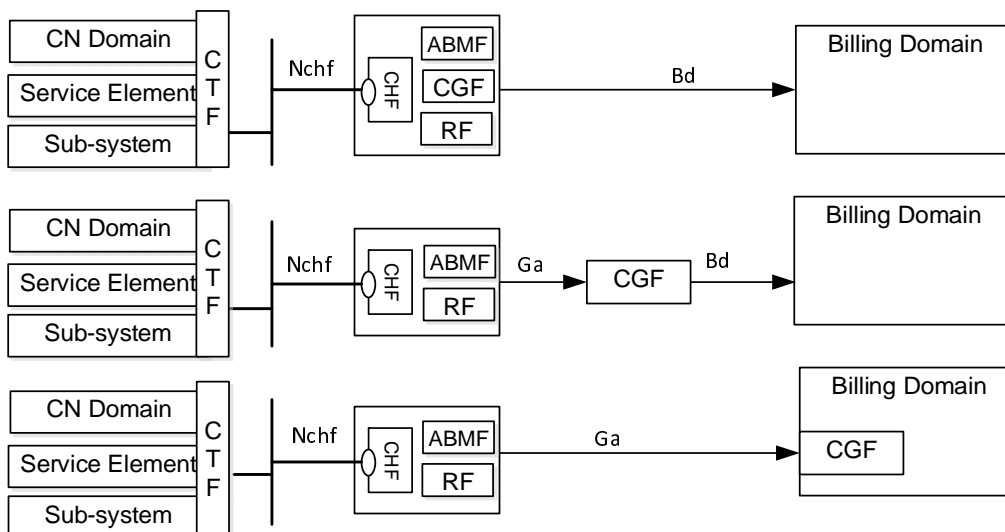 CN Domain
Service Element
Sub-system
C
T
F
Nchf
CHF
ABMF
CGF
RF
Bd
Billing Domain
CN Domain
Service Element
Sub-system
C
T
F
Nchf
CHF
ABMF
RF
Ga
CGF
Bd
Billing Domain
CN Domain
Service Element
Sub-system
C
T
F
Nchf
CHF
ABMF
RF
Ga
Billing Domain
CGF